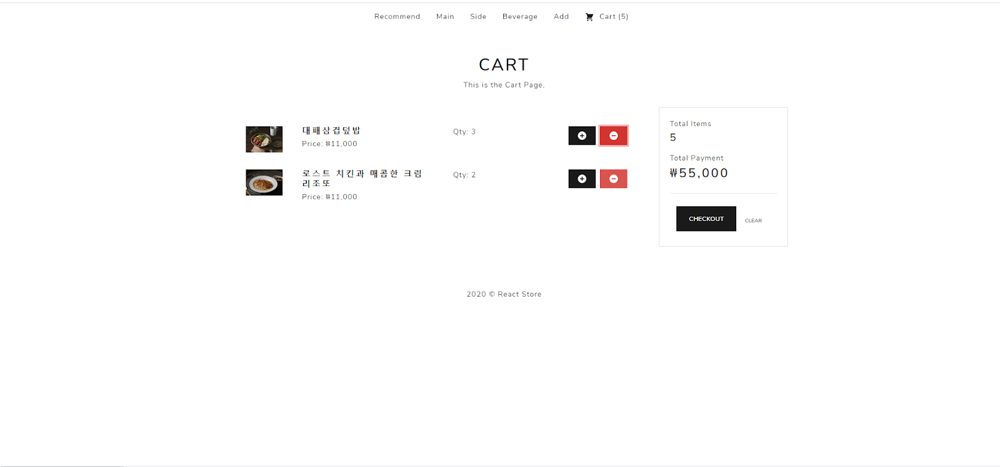 Recommend Main Side Beverage Add Cart (5)
CART
This is the Cart Page.
대패삼겹덮밥
Price: ₩11,000
Qty: 3
로스트 치킨과 매콤한 크림
리조또
Price: ₩11,000
Qty: 2
Total Items
5
Total Payment
₩55,000
CHECKOUT CLEAR
2020 © React Store